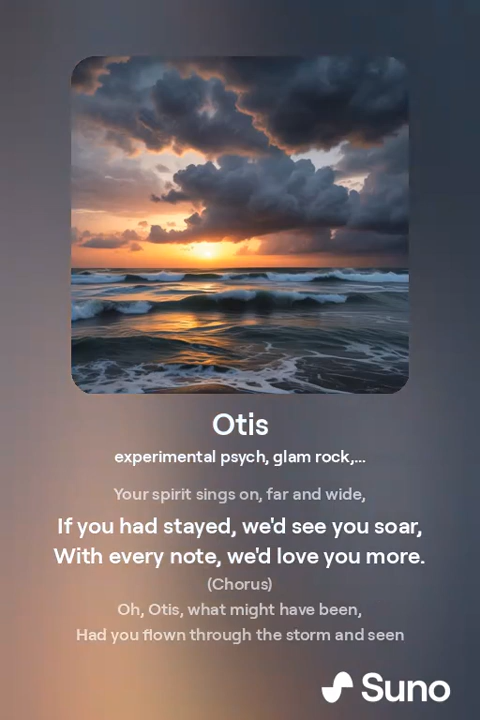 Otis
experimental psych, glam rock,...
Your spirit sings on, far and wide,
If you had stayed, we'd see you soar,
With every note, we'd love you more.
(Chorus)
Oh, Otis, what might have been,
Had you flown through the storm and seen
Suno